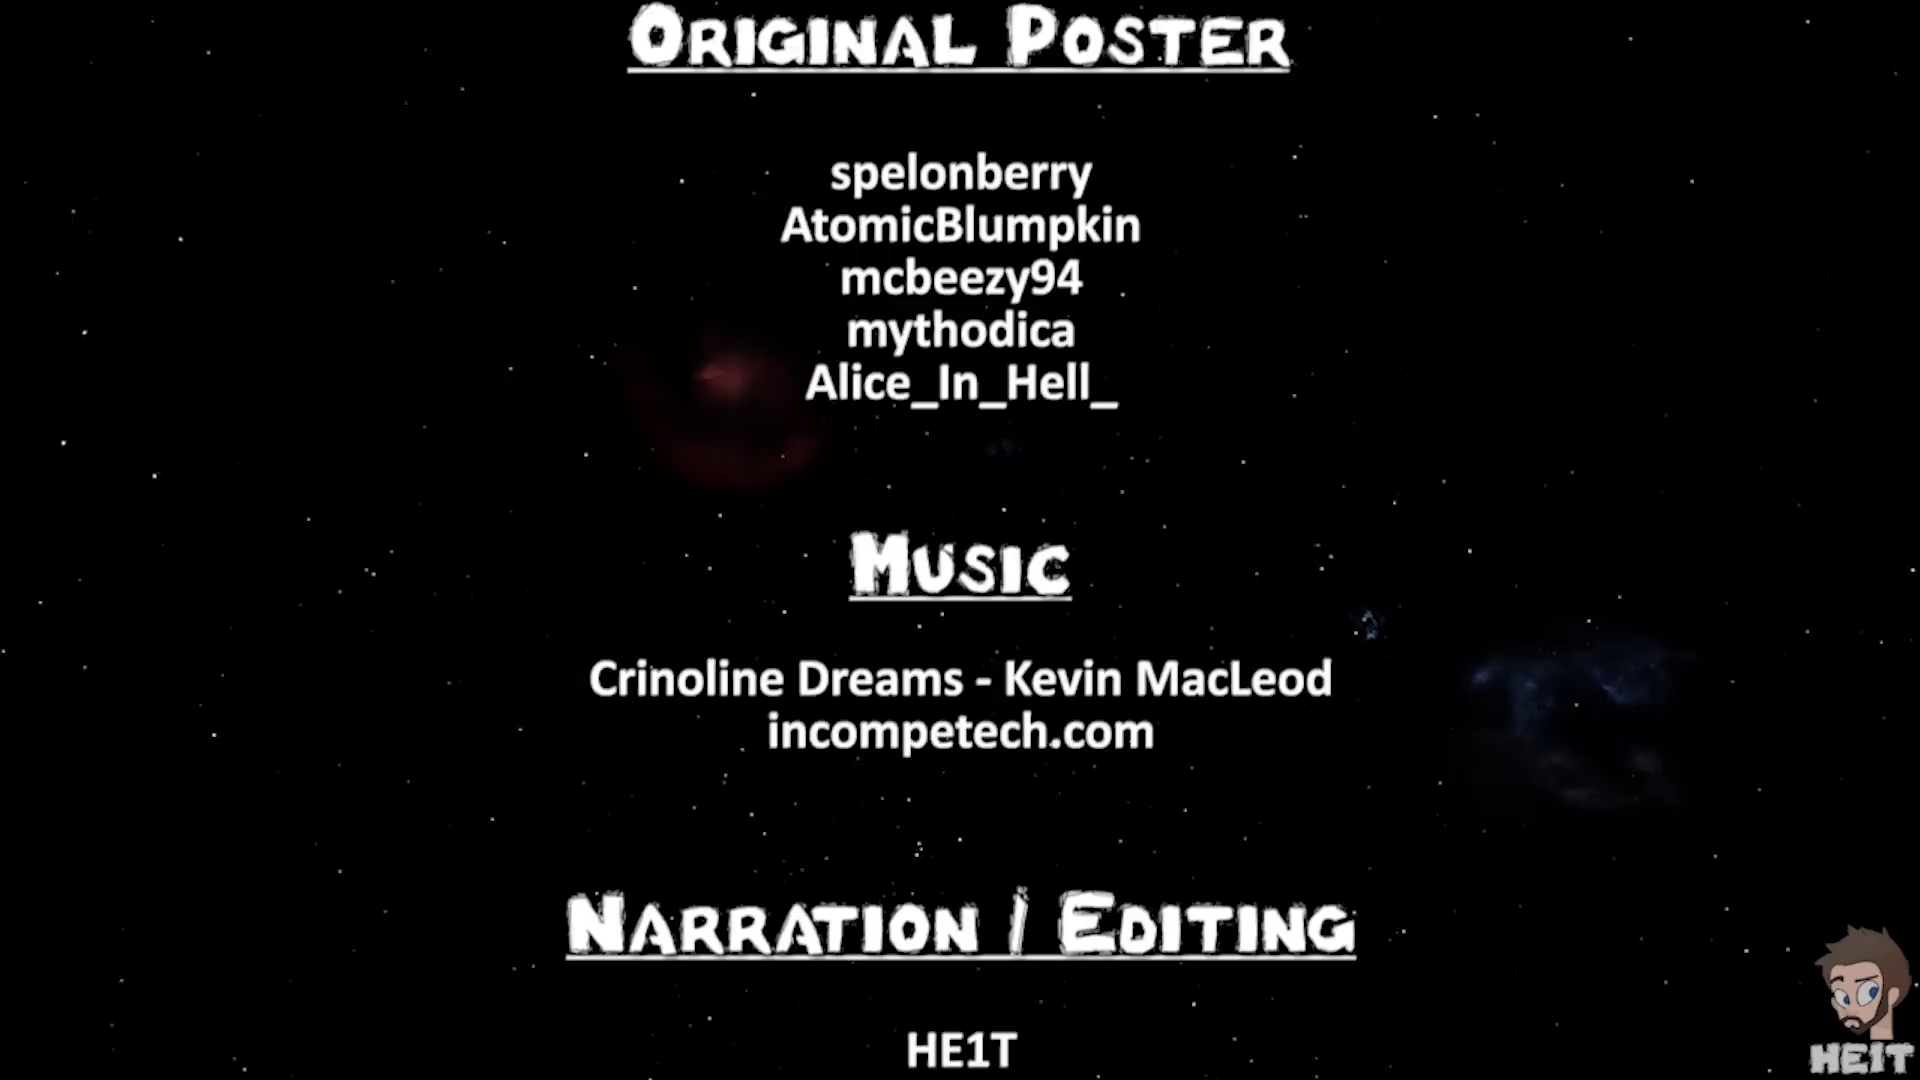 Original Poster
spelonberry
AtomicBlumpkin
mcbeezy94
mythodica
Alice_In_Hell_
Music
Crinoline Dreams - Kevin MacLeod
incompetech.com
Narration / Editing
HE1T
HE1T